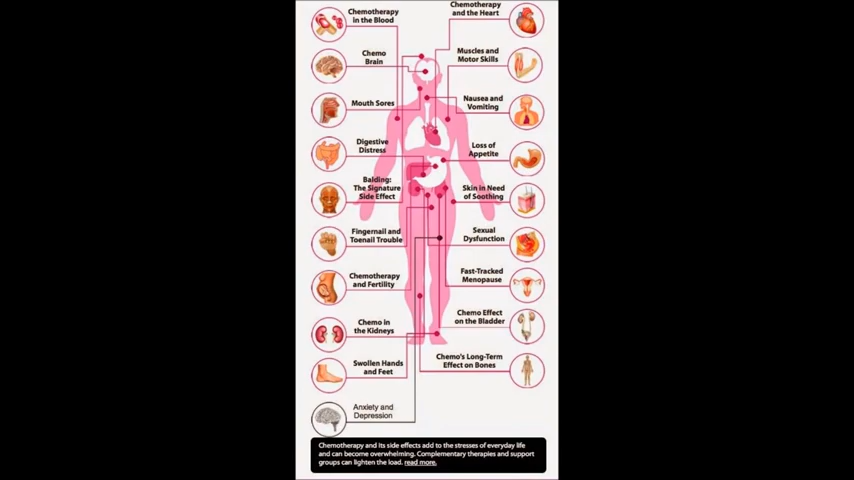 Chemotherapy
in the Blood
Chemo
Brain
Mouth Sores
Digestive
Distress
Balding:
The Signature
Side Effect
Fingernail and
Toenail Trouble
Chemotherapy
and Fertility
Chemo in
the Kidneys
Swollen Hands
and Feet
Anxiety and
Depression
Chemotherapy
and the Heart
Muscles and
Motor Skills
Nausea and
Vomiting
Loss of
Appetite
Skin in Need
of Soothing
Sexual
Dysfunction
Fast-Tracked
Menopause
Chemo Effect
on the Bladder
Chemo's Long-Term
Effect on Bones
Chemotherapy and its side effects add to the stresses of everyday life
and can become overwhelming. Complementary therapies and support
groups can lighten the load. read more.